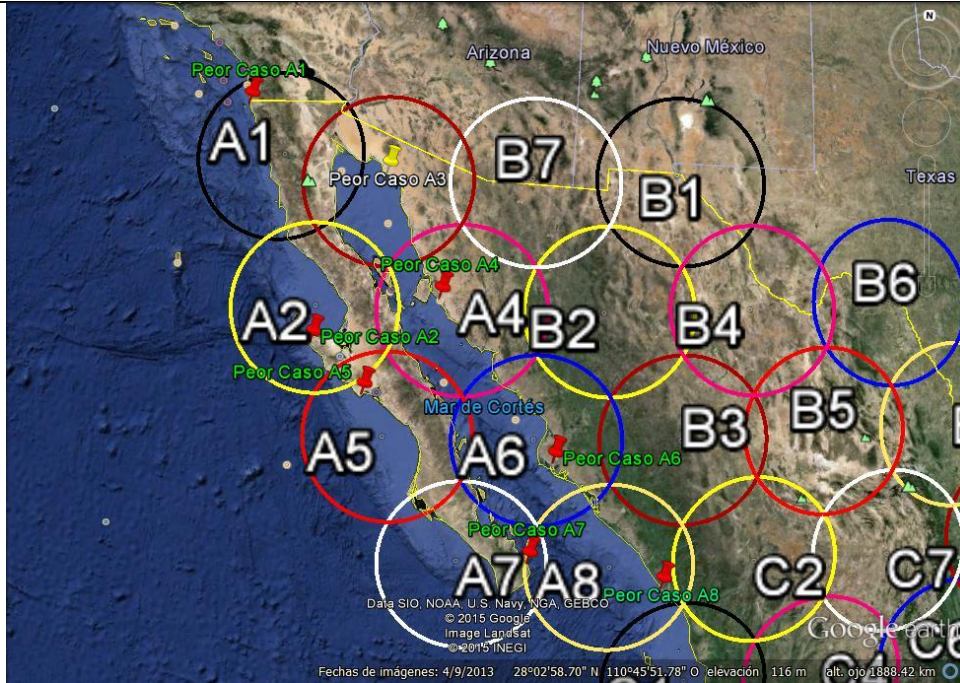 N
Arizona
Nuevo México
Peor Caso A1
A1
B7
Peor Caso A3
B1
Texas
Peor Caso A4
B6
A2
A4
B2
B4
Peor Caso A2
Peor Caso A5
Mar de Cortés
B5
B3
A5
A6
Peor Caso A6
Peor Caso A7
A7
A8
C2
C7
Peor Caso A8
Data SIO, NOAA, U.S. Navy, NGA, GEBCO
© 2015 Google
Image Landsat
© 2015 INEGI
Google earth
Fechas de imágenes: 4/9/2013 28°02'58.70" N 110°45'51.78" O elevación 116 m alt. ojo 1888.42 km